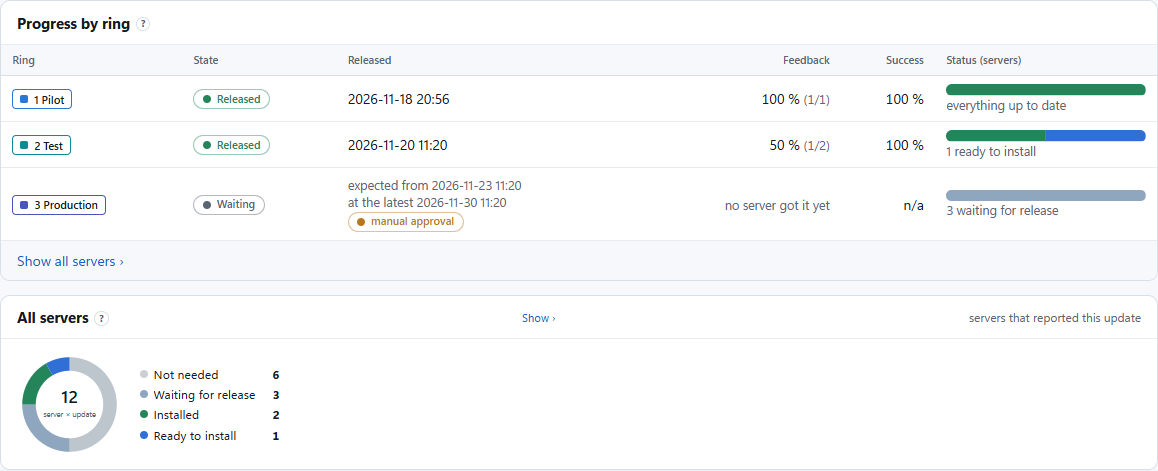 Progress by ring ?
Ring State Released Feedback Success Status (servers)
1 Pilot Released 2026-11-18 20:56 100 % (1/1) 100 % everything up to date
2 Test Released 2026-11-20 11:20 50 % (1/2) 100 % 1 ready to install
3 Production Waiting expected from 2026-11-23 11:20
at the latest 2026-11-30 11:20
manual approval
no server got it yet n/a 3 waiting for release
Show all servers ›
All servers ? Show › servers that reported this update
12
server × update
Not needed 6
Waiting for release 3
Installed 2
Ready to install 1